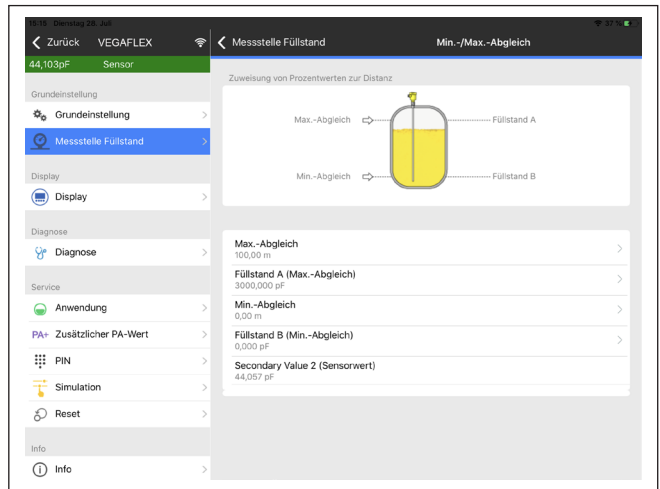 16:16 Dienstag 28. Juli
37 %
Zurück VEGAFLEX
Messstelle Füllstand
Min.-/Max.-Abgleich
44,103pF Sensor
Grundeinstellung
Grundeinstellung
Messstelle Füllstand
Display
Display
Diagnose
Diagnose
Service
Anwendung
PA+ Zusätzlicher PA-Wert
PIN
Simulation
Reset
Info
Info
Zuweisung von Prozentwerten zur Distanz
Max.-Abgleich
Füllstand A
Min.-Abgleich
Füllstand B
Max.-Abgleich
100,00 m
Füllstand A (Max.-Abgleich)
3000,000 pF
Min.-Abgleich
0,00 m
Füllstand B (Min.-Abgleich)
0,000 pF
Secondary Value 2 (Sensorwert)
44,057 pF